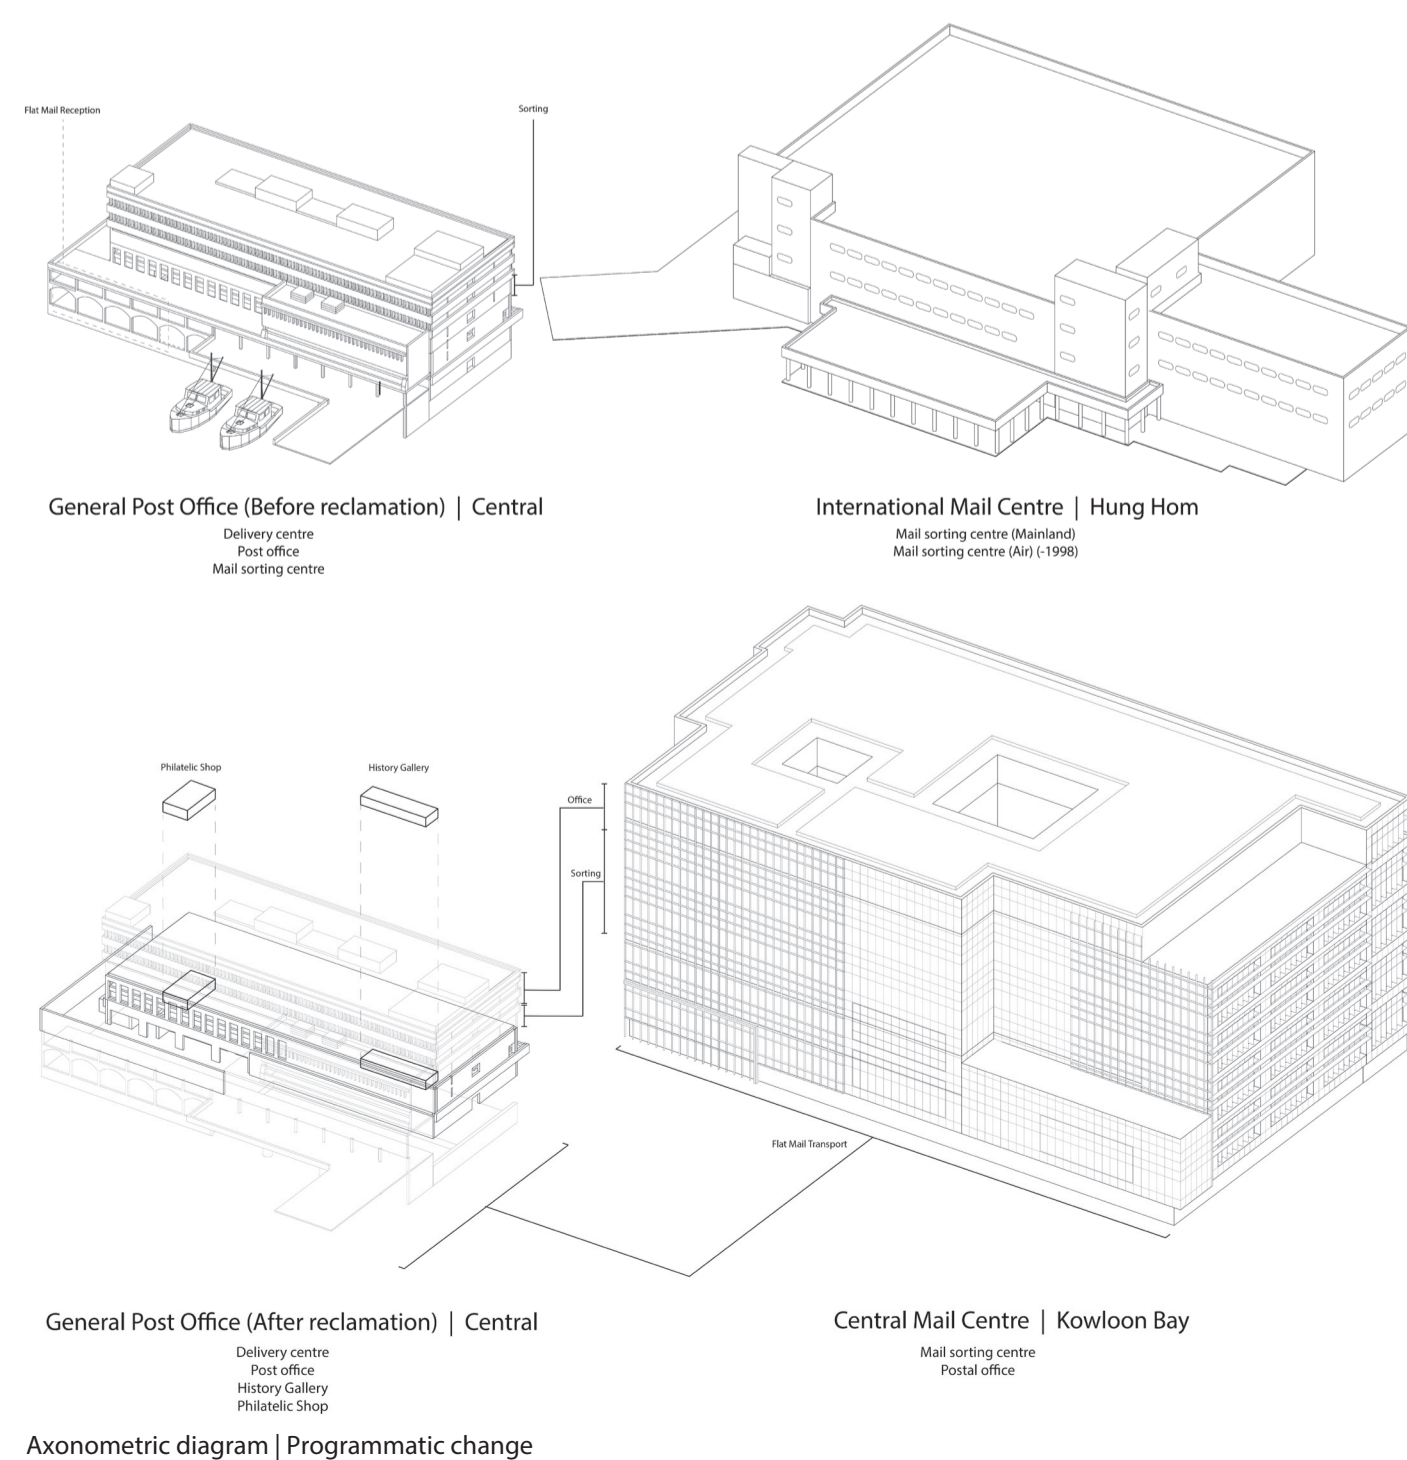 Flat Mail Reception
Sorting
General Post Office (Before reclamation) | Central
Delivery centre
Post office
Mail sorting centre
International Mail Centre | Hung Hom
Mail sorting centre (Mainland)
Mail sorting centre (Air) (-1998)
Philatelic Shop
History Gallery
Office
Sorting
Flat Mail Transport
General Post Office (After reclamation) | Central
Delivery centre
Post office
History Gallery
Philatelic Shop
Central Mail Centre | Kowloon Bay
Mail sorting centre
Postal office
Axonometric diagram | Programmatic change